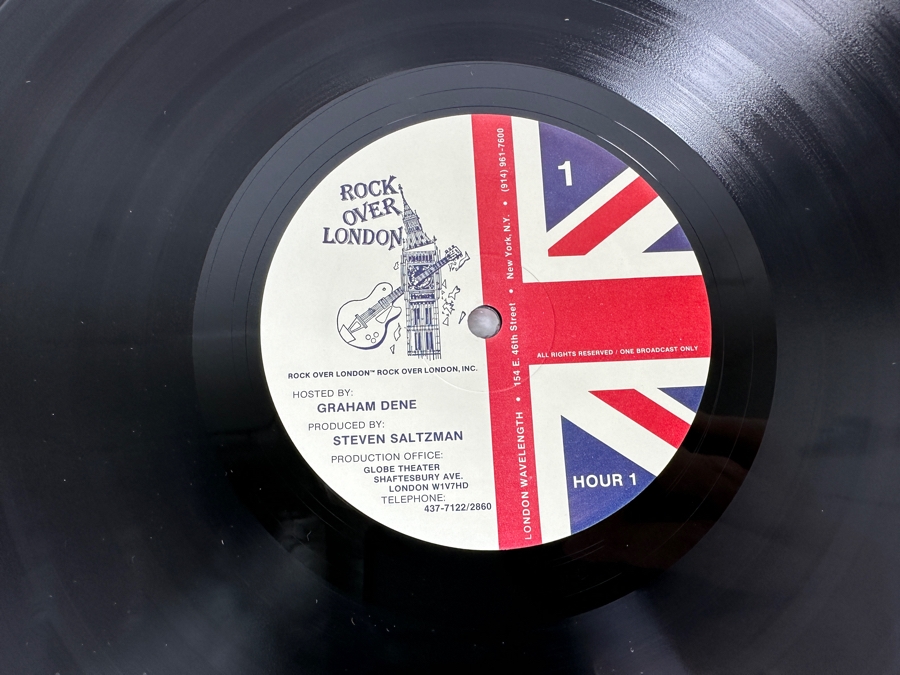 ROCK
OVER
LONDON
ROCK OVER LONDON™ ROCK OVER LONDON, INC.
HOSTED BY:
GRAHAM DENE
PRODUCED BY:
STEVEN SALTZMAN
PRODUCTION OFFICE:
GLOBE THEATER
SHAFTESBURY AVE.
LONDON W1V7HD
TELEPHONE:
437-7122/2860
LONDON WAVELENGTH • 154 E. 46th Street • New York, N.Y. • (914) 961-7600
1
ALL RIGHTS RESERVED / ONE BROADCAST ONLY
HOUR 1